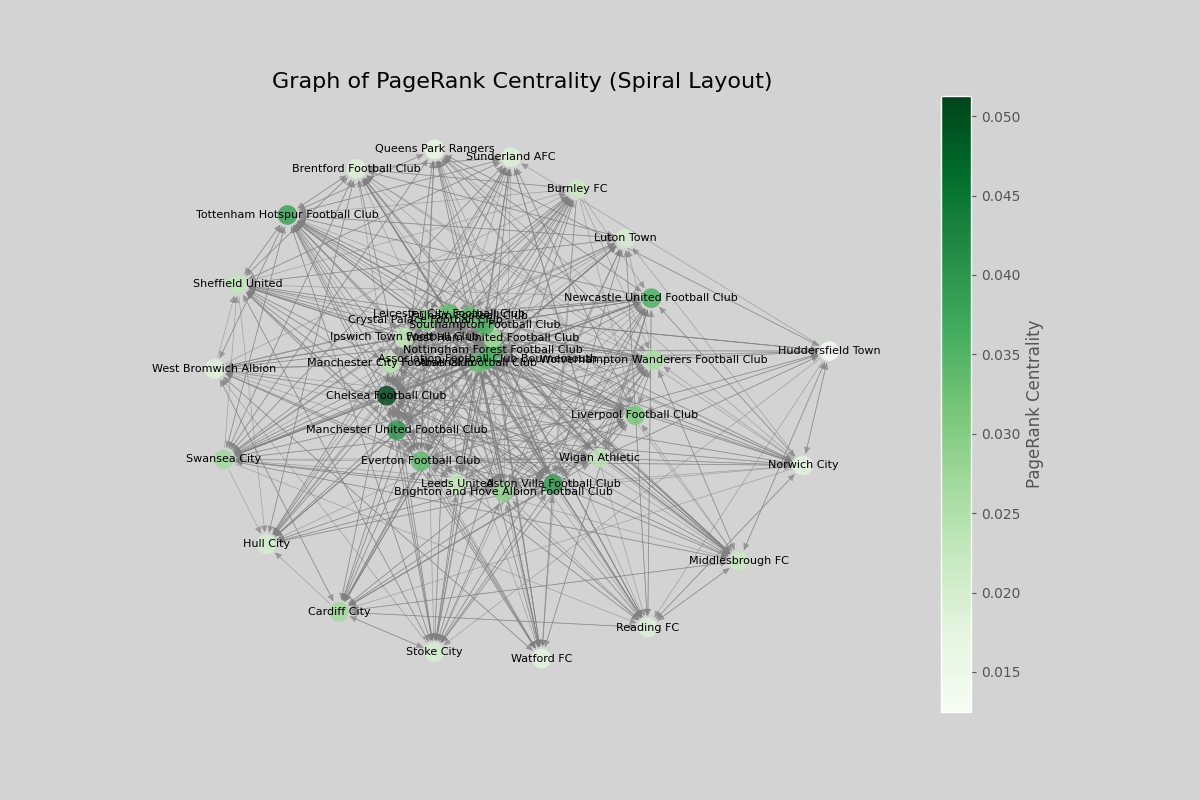 Graph of PageRank Centrality (Spiral Layout)
Queens Park Rangers
Sunderland AFC
Brentford Football Club
Burnley FC
Tottenham Hotspur Football Club
Luton Town
Sheffield United
Newcastle United Football Club
Leicester City Football Club
Crystal Palace Football Club
Southampton Football Club
Ipswich Town Football Club
West Ham United Football Club
Nottingham Forest Football Club
Huddersfield Town
Association Football Club Bournemouth
Wolverhampton Wanderers Football Club
Manchester City Football Club
West Bromwich Albion
Chelsea Football Club
Liverpool Football Club
Manchester United Football Club
Swansea City
Everton Football Club
Wigan Athletic
Norwich City
Leeds United
Aston Villa Football Club
Brighton and Hove Albion Football Club
Hull City
Middlesbrough FC
Cardiff City
Reading FC
Stoke City
Watford FC
0.050
0.045
0.040
0.035
0.030
0.025
0.020
0.015
PageRank Centrality